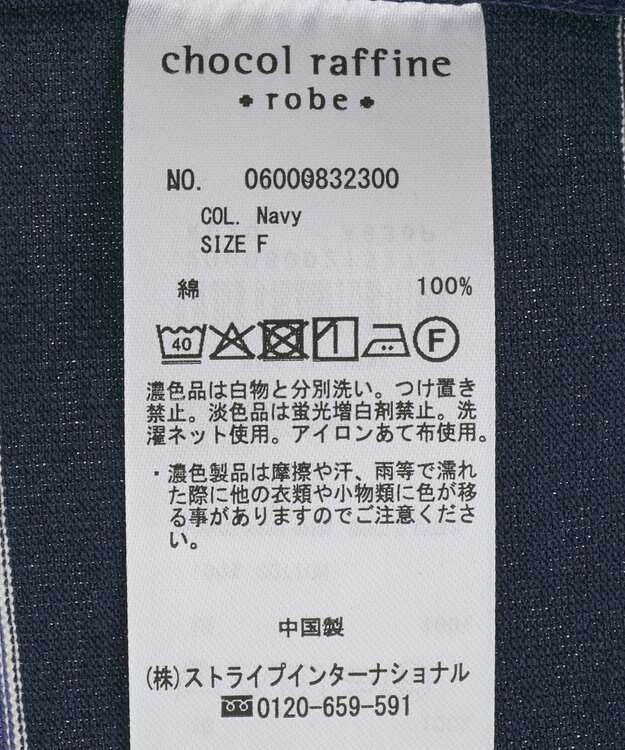 chocol raffine
robe
NO. 06000832300
COL. Navy
SIZE F
綿 100%
40 F
濃色品は白物と分別洗い。つけ置き
禁止。淡色品は蛍光増白剤禁止。洗
濯ネット使用。アイロンあて布使用。
・濃色製品は摩擦や汗、雨等で濡れ
た際に他の衣類や小物類に色が移
る事がありますのでご注意くださ
い。
中国製
(株)ストライプインターナショナル
0120-659-591